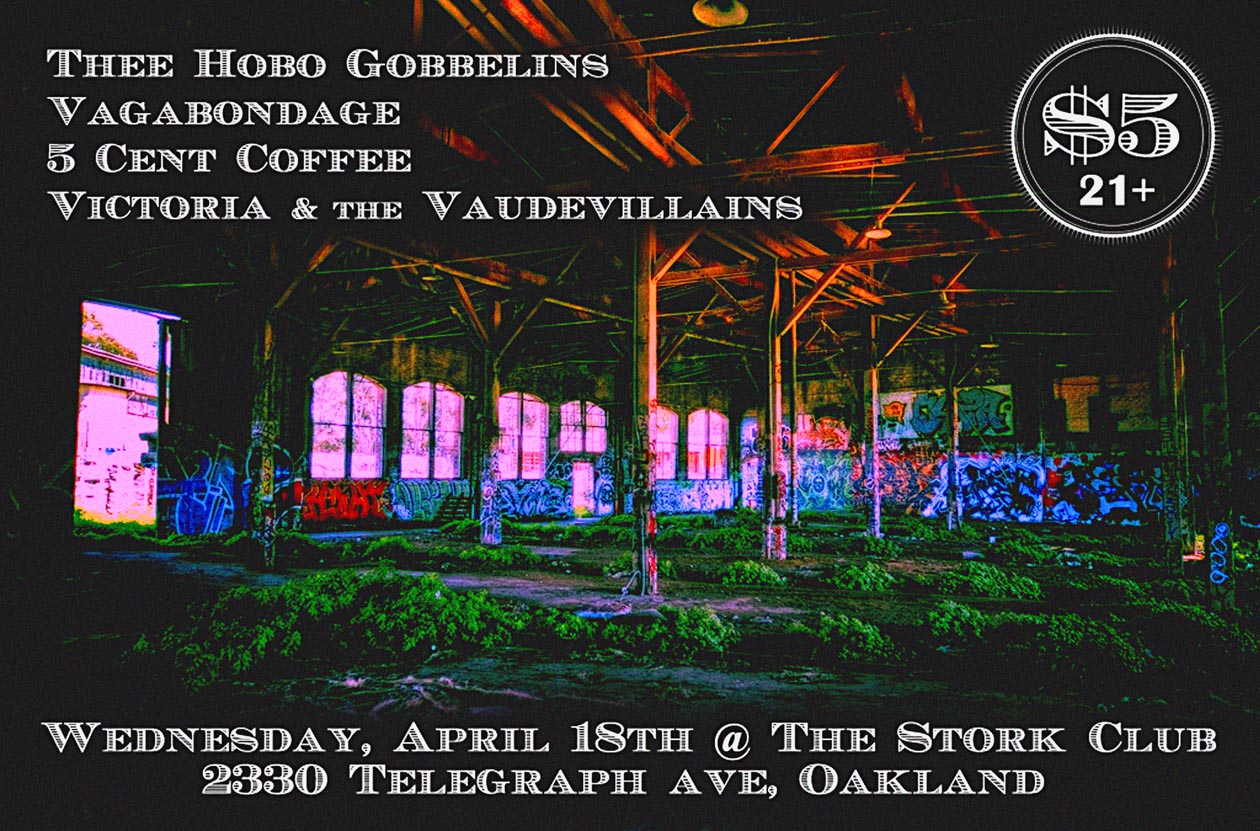 Thee Hobo Gobbelins
Vagabondage
5 Cent Coffee
Victoria & the Vaudevillains
$5
21+
Wednesday, April 18th @ The Stork Club
2330 Telegraph ave, Oakland